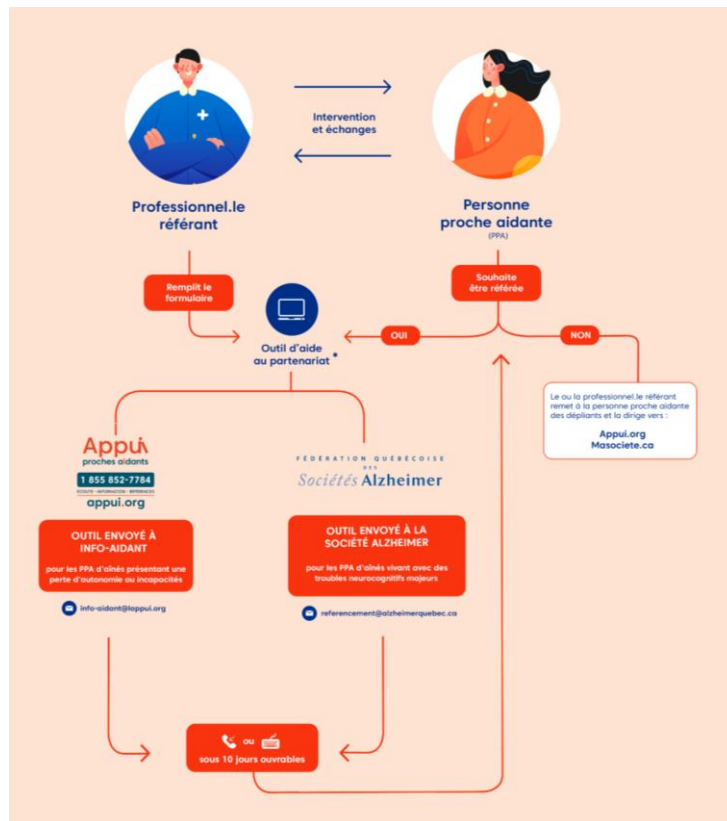 Intervention
et échanges
Professionnel.le
référant
Personne
proche aidante
(PPA)
Remplit le
formulaire
Souhaite
être référée
Outil d'aide
au partenariat *
OUI
NON
Le ou la professionnel.le référant
remet à la personne proche aidante
des dépliants et la dirige vers :
Appui.org
Masociete.ca
Appui
proches aidants
1 855 852-7784
ÉCOUTE - INFORMATION - RÉFÉRENCES
appui.org
FÉDÉRATION QUÉBÉCOISE
DES
Sociétés Alzheimer
OUTIL ENVOYÉ À
INFO-AIDANT
pour les PPA d'aînés présentant une
perte d'autonomie ou incapacités
info-aidant@lappui.org
OUTIL ENVOYÉ À LA
SOCIÉTÉ ALZHEIMER
pour les PPA d'aînés vivant avec des
troubles neurocognitifs majeurs
referencement@alzheimerquebec.ca
ou
sous 10 jours ouvrables